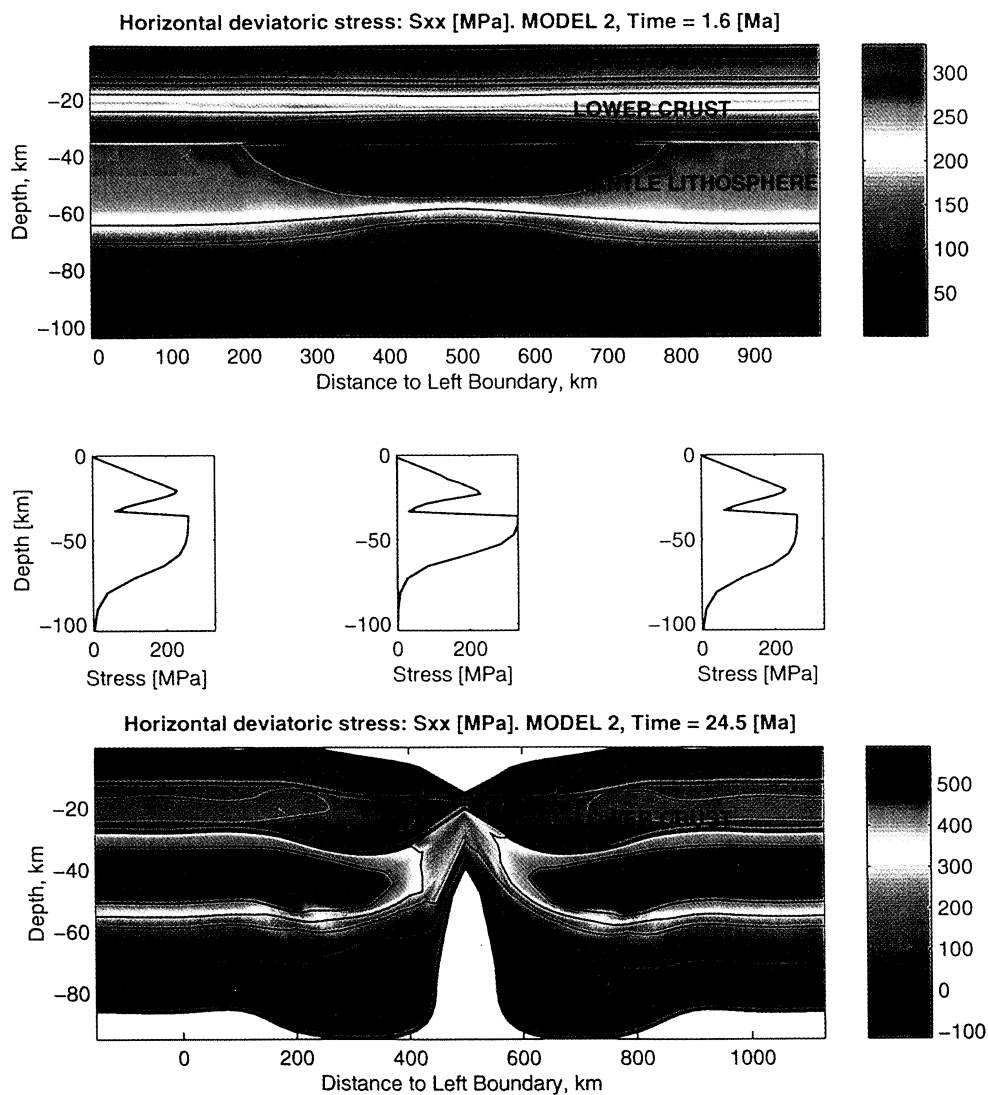 Horizontal deviatoric stress: Sxx [MPa]. MODEL 2, Time = 1.6 [Ma]
−20
−40
−60
−80
−100
Depth, km
LOWER CRUST
LITHOSPHERE
0 100 200 300 400 500 600 700 800 900
Distance to Left Boundary, km
300
250
200
150
100
50
0
−50
−100
Depth [km]
0 200
Stress [MPa]
0
−50
−100
0 200
Stress [MPa]
0
−50
−100
0 200
Stress [MPa]
Horizontal deviatoric stress: Sxx [MPa]. MODEL 2, Time = 24.5 [Ma]
−20
−40
−60
−80
Depth, km
CRUST
0 200 400 600 800 1000
Distance to Left Boundary, km
500
400
300
200
100
0
−100